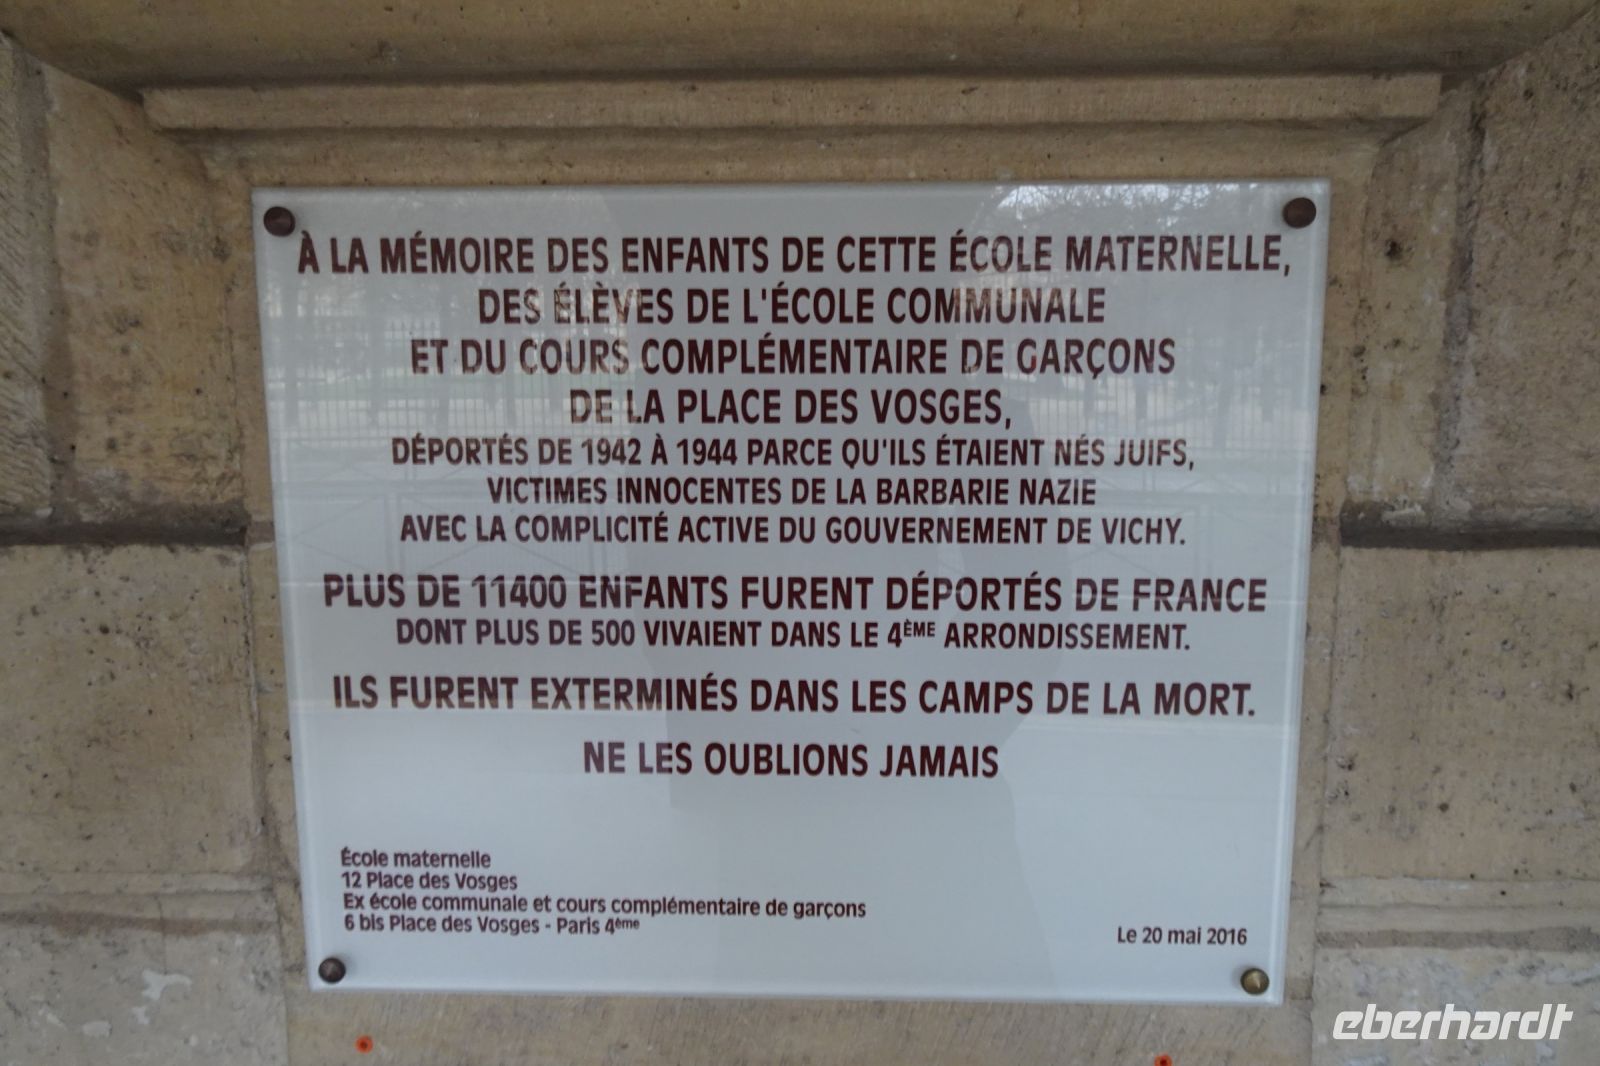 À LA MÉMOIRE DES ENFANTS DE CETTE ÉCOLE MATERNELLE,
DES ÉLÈVES DE L'ÉCOLE COMMUNALE
ET DU COURS COMPLÉMENTAIRE DE GARÇONS
DE LA PLACE DES VOSGES,
DÉPORTÉS DE 1942 À 1944 PARCE QU'ILS ÉTAIENT NÉS JUIFS,
VICTIMES INNOCENTES DE LA BARBARIE NAZIE
AVEC LA COMPLICITÉ ACTIVE DU GOUVERNEMENT DE VICHY.
PLUS DE 11400 ENFANTS FURENT DÉPORTÉS DE FRANCE
DONT PLUS DE 500 VIVAIENT DANS LE 4ÈME ARRONDISSEMENT.
ILS FURENT EXTERMINÉS DANS LES CAMPS DE LA MORT.
NE LES OUBLIONS JAMAIS
École maternelle
12 Place des Vosges
Ex école communale et cours complémentaire de garçons
6 bis Place des Vosges - Paris 4ème
Le 20 mai 2016
eberhardt